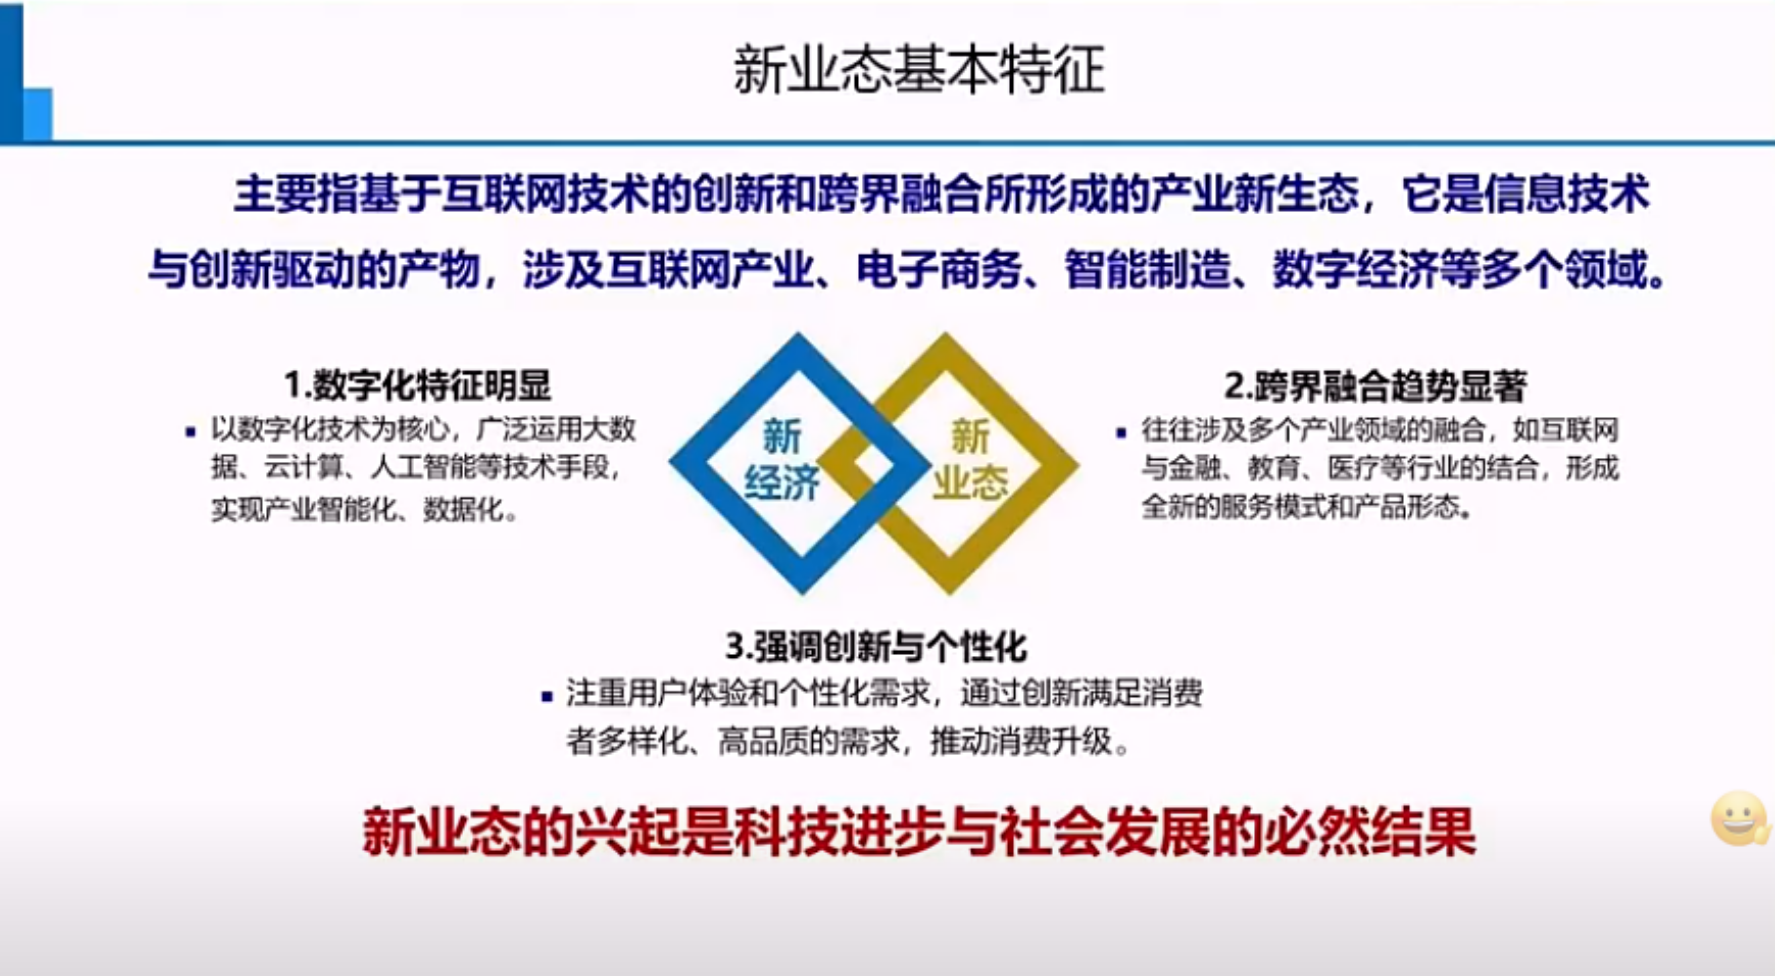 新业态基本特征
主要指基于互联网技术的创新和跨界融合所形成的产业新生态，它是信息技术
与创新驱动的产物，涉及互联网产业、电子商务、智能制造、数字经济等多个领域。
1.数字化特征明显
以数字化技术为核心，广泛运用大数
据、云计算、人工智能等技术手段，
实现产业智能化、数据化。
新
经济
新
业态
2.跨界融合趋势显著
往往涉及多个产业领域的融合，如互联网
与金融、教育、医疗等行业的结合，形成
全新的服务模式和产品形态。
3.强调创新与个性化
注重用户体验和个性化需求，通过创新满足消费
者多样化、高品质的需求，推动消费升级。
新业态的兴起是科技进步与社会发展的必然结果